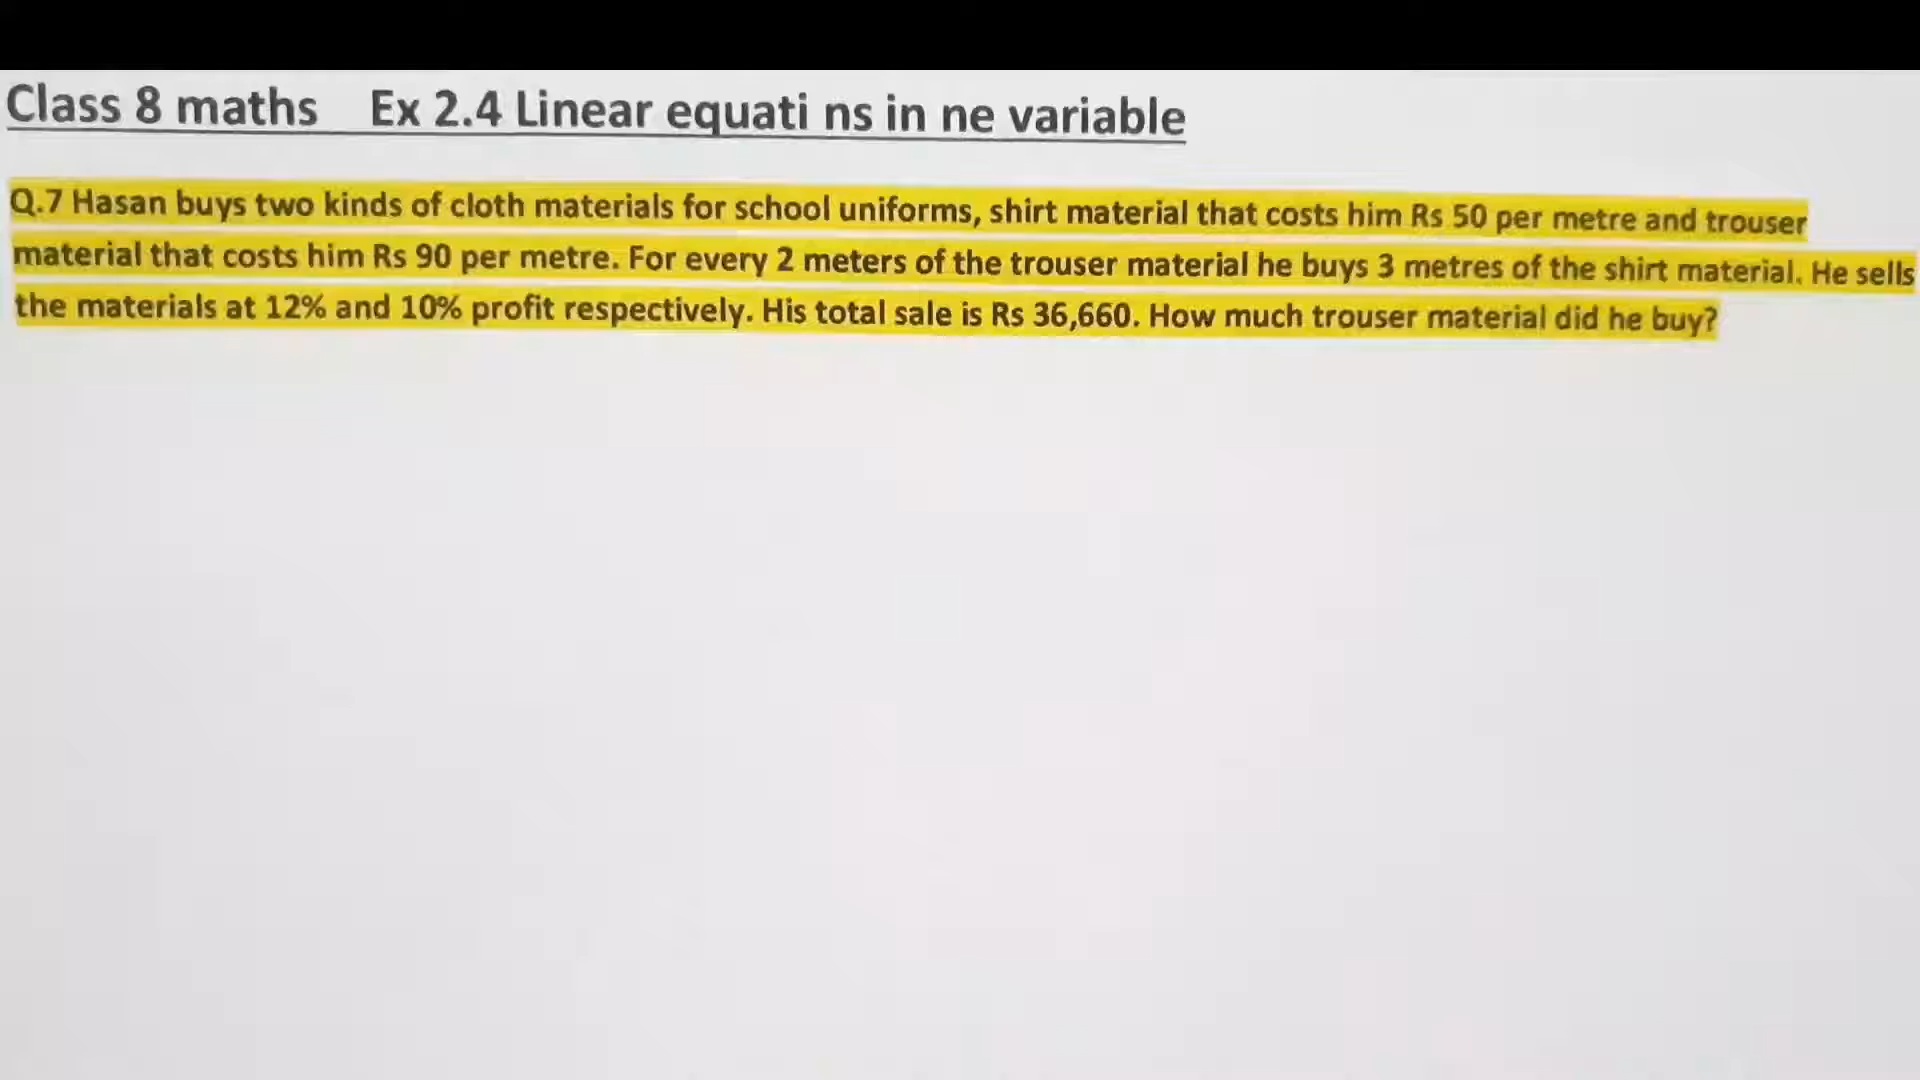 Class 8 maths Ex 2.4 Linear equati ns in ne variable
Q.7 Hasan buys two kinds of cloth materials for school uniforms, shirt material that costs him Rs 50 per metre and trouser
material that costs him Rs 90 per metre. For every 2 meters of the trouser material he buys 3 metres of the shirt material. He sells
the materials at 12% and 10% profit respectively. His total sale is Rs 36,660. How much trouser material did he buy?